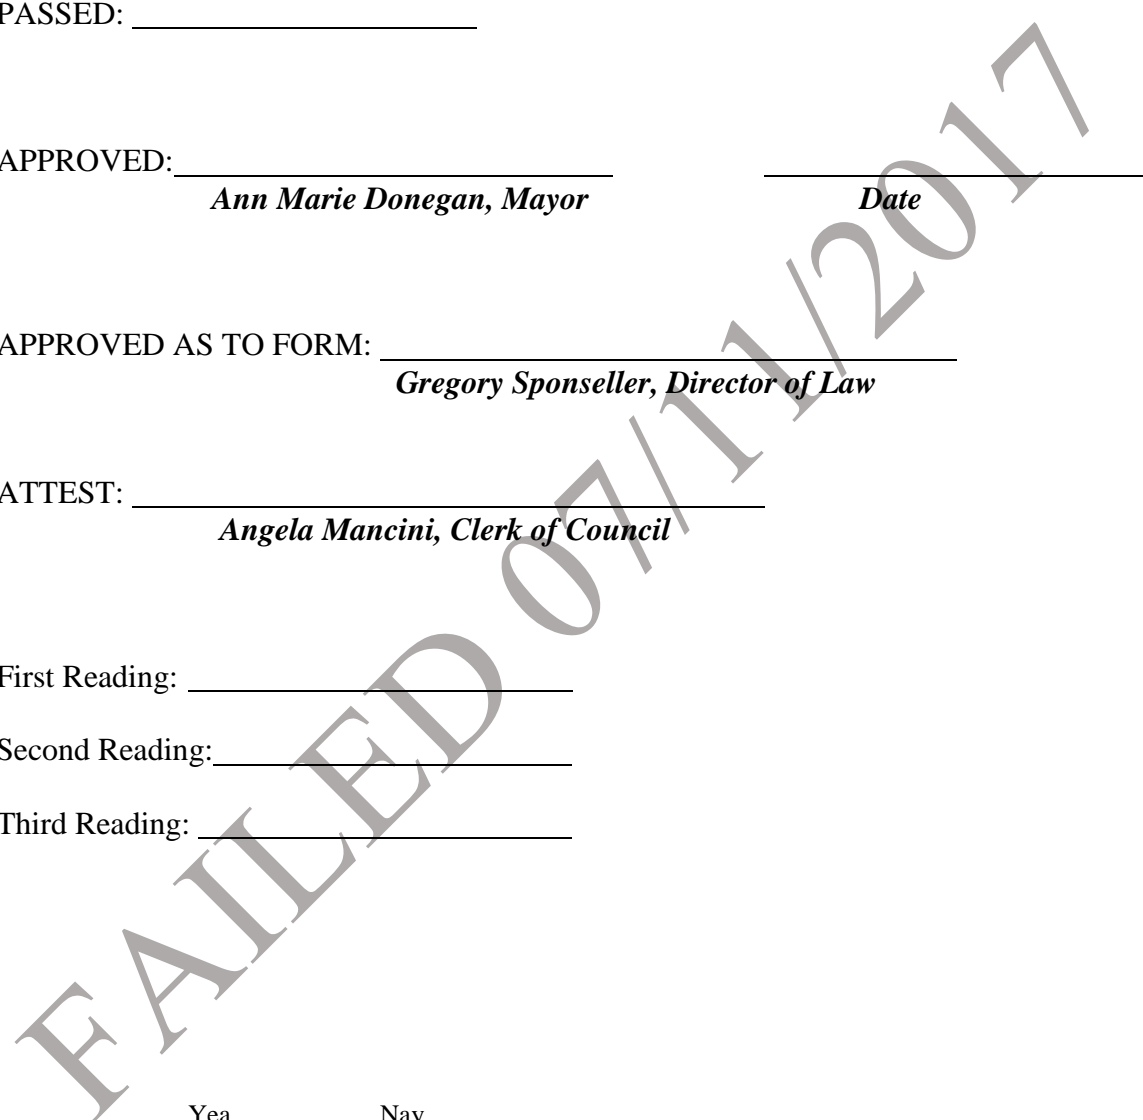 PASSED:
APPROVED:
Ann Marie Donegan, Mayor Date
APPROVED AS TO FORM:
Gregory Sponseller, Director of Law
ATTEST:
Angela Mancini, Clerk of Council
First Reading:
Second Reading:
Third Reading:
Yea Nay
FAILED 07/11/2017